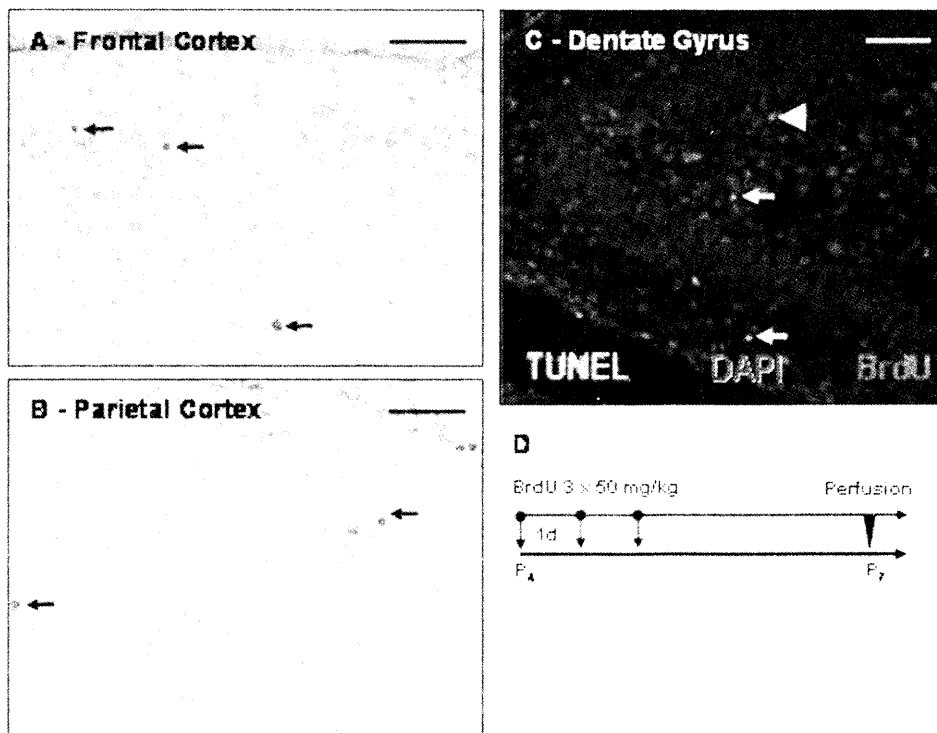 A - Frontal Cortex
B - Parietal Cortex
C - Dentate Gyrus
TUNEL DAPI BrdU
D
BrdU 3 × 50 mg/kg Perfusion
1d
P4 P7